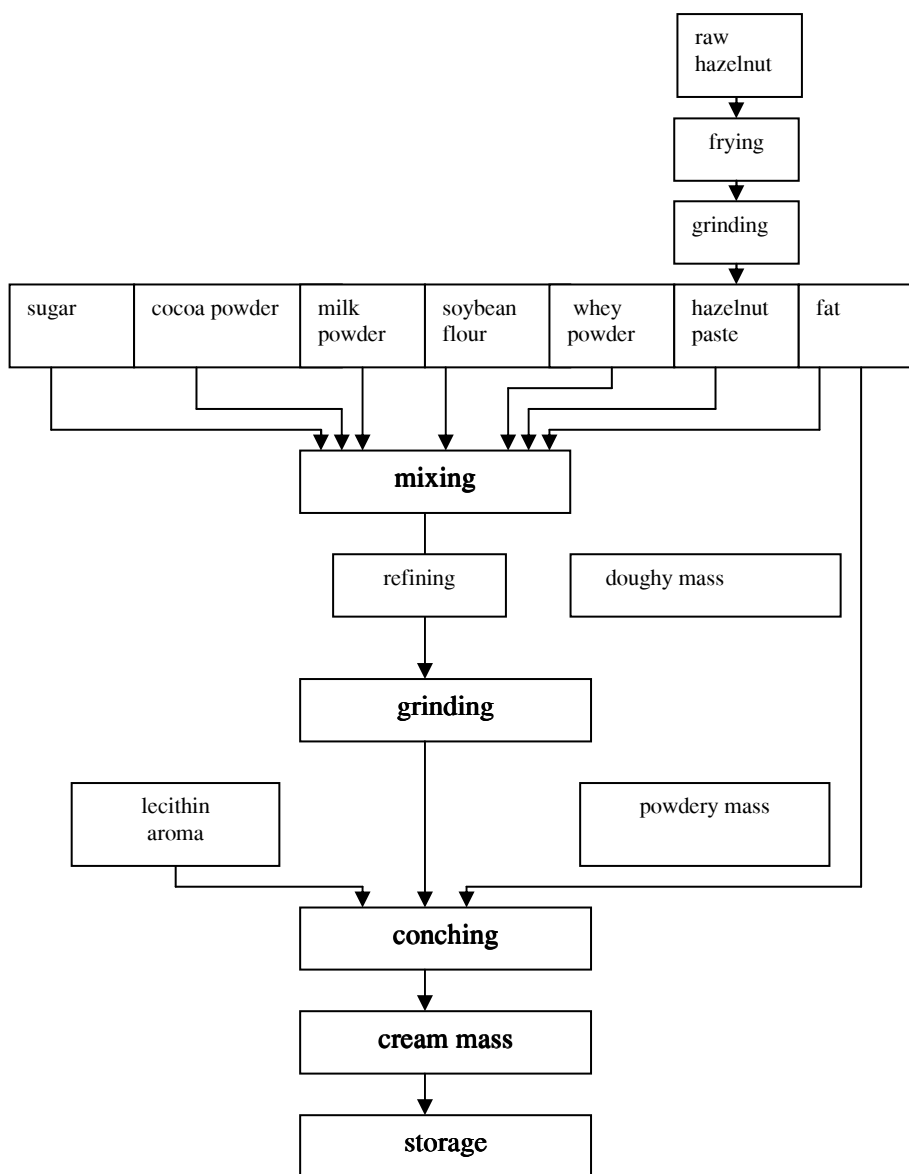 raw
hazelnut
frying
grinding
sugar
cocoa powder
milk
powder
soybean
flour
whey
powder
hazelnut
paste
fat
mixing
refining
doughy mass
grinding
lecithin
aroma
powdery mass
conching
cream mass
storage